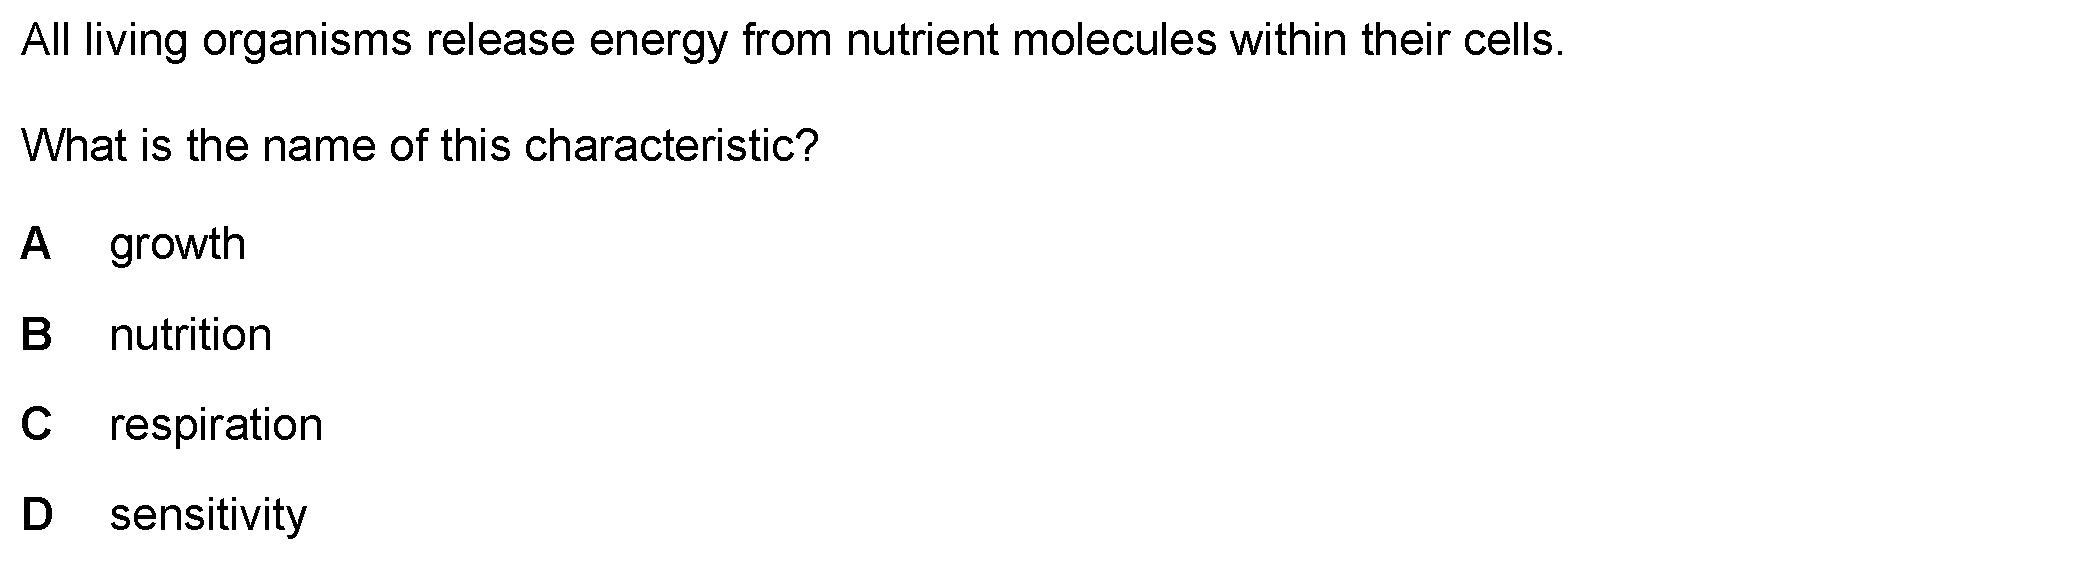 All living organisms release energy from nutrient molecules within their cells.
What is the name of this characteristic?
A growth
B nutrition
C respiration
D sensitivity